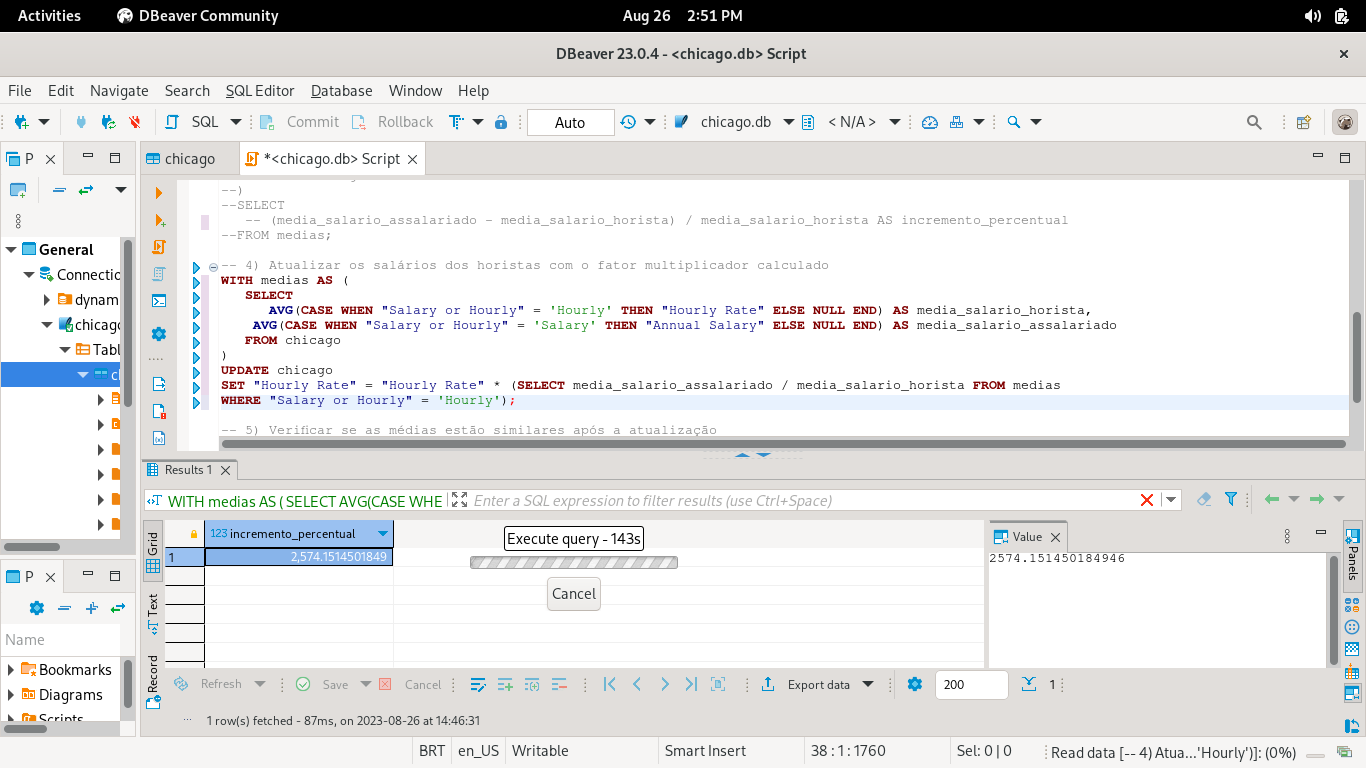 Activities
DBeaver Community
Aug 26 2:51 PM
DBeaver 23.0.4 - <chicago.db> Script
File Edit Navigate Search SQL Editor Database Window Help
SQL Commit Rollback Auto chicago.db < N/A >
P
chicago
*<chicago.db> Script
General
Connectio
dynam
chicago
Tabl
--)
--SELECT
-- (media_salario_assalariado - media_salario_horista) / media_salario_horista AS incremento_percentual
--FROM medias;
-- 4) Atualizar os salários dos horistas com o fator multiplicador calculado
WITH medias AS (
SELECT
AVG(CASE WHEN "Salary or Hourly" = 'Hourly' THEN "Hourly Rate" ELSE NULL END) AS media_salario_horista,
AVG(CASE WHEN "Salary or Hourly" = 'Salary' THEN "Annual Salary" ELSE NULL END) AS media_salario_assalariado
FROM chicago
)
UPDATE chicago
SET "Hourly Rate" = "Hourly Rate" * (SELECT media_salario_assalariado / media_salario_horista FROM medias
WHERE "Salary or Hourly" = 'Hourly');
-- 5) Verificar se as médias estão similares após a atualização
Results 1
WITH medias AS ( SELECT AVG(CASE WHE
Enter a SQL expression to filter results (use Ctrl+Space)
Grid
Text
Record
123 incremento_percentual
1 2,574.1514501849
Execute query - 143s
Cancel
Value
2574.151450184946
Panels
P
Name
Bookmarks
Diagrams
Scripts
Refresh Save Cancel Export data 200 1
1 row(s) fetched - 87ms, on 2023-08-26 at 14:46:31
BRT en_US Writable Smart Insert 38 : 1 : 1760 Sel: 0 | 0 Read data [-- 4) Atua...'Hourly')]: (0%)